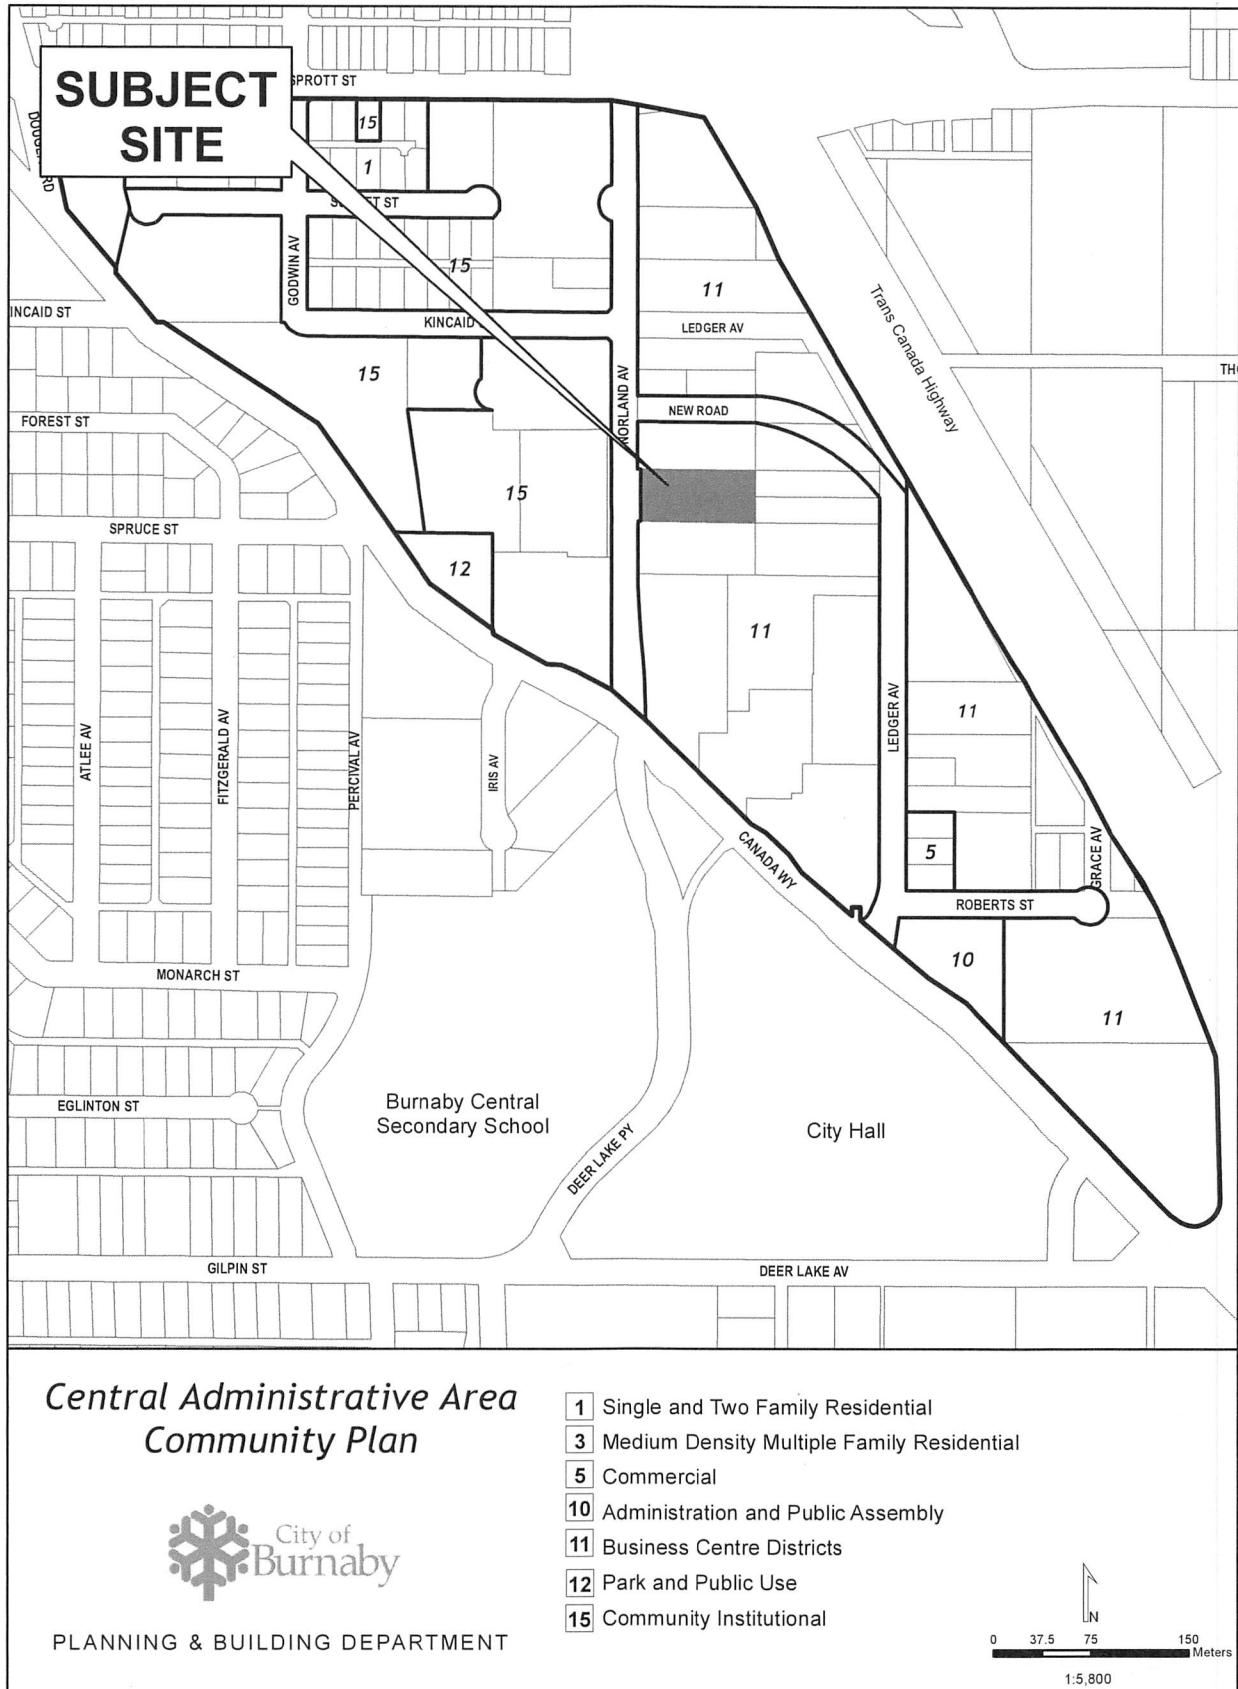 SUBJECT
SITE
SPROTT ST
15
1
GODWIN AV
15
11
INCAID ST
LEDGER AV
Trans Canada Highway
15
NORLAND AV
NEW ROAD
FOREST ST
15
SPRUCE ST
12
11
ATLEE AV
FITZGERALD AV
PERCIVAL AV
IRIS AV
LEDGER AV
11
5
CANADA WY
GRACE AV
ROBERTS ST
10
MONARCH ST
11
EGLINTON ST
Burnaby Central
Secondary School
City Hall
DEER LAKE PY
GILPIN ST
DEER LAKE AV
Central Administrative Area
Community Plan
City of
Burnaby
PLANNING & BUILDING DEPARTMENT
1 Single and Two Family Residential
3 Medium Density Multiple Family Residential
5 Commercial
10 Administration and Public Assembly
11 Business Centre Districts
12 Park and Public Use
15 Community Institutional
N
0 37.5 75 150
Meters
1:5,800